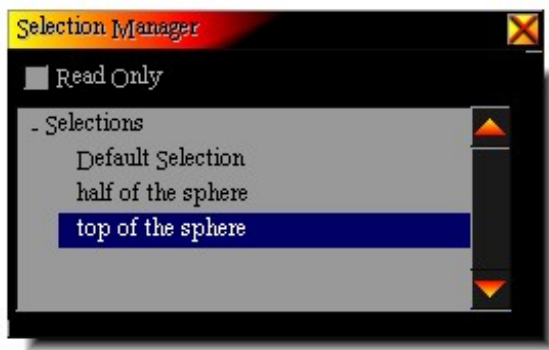 Selection Manager
Read Only
- Selections
Default Selection
half of the sphere
top of the sphere